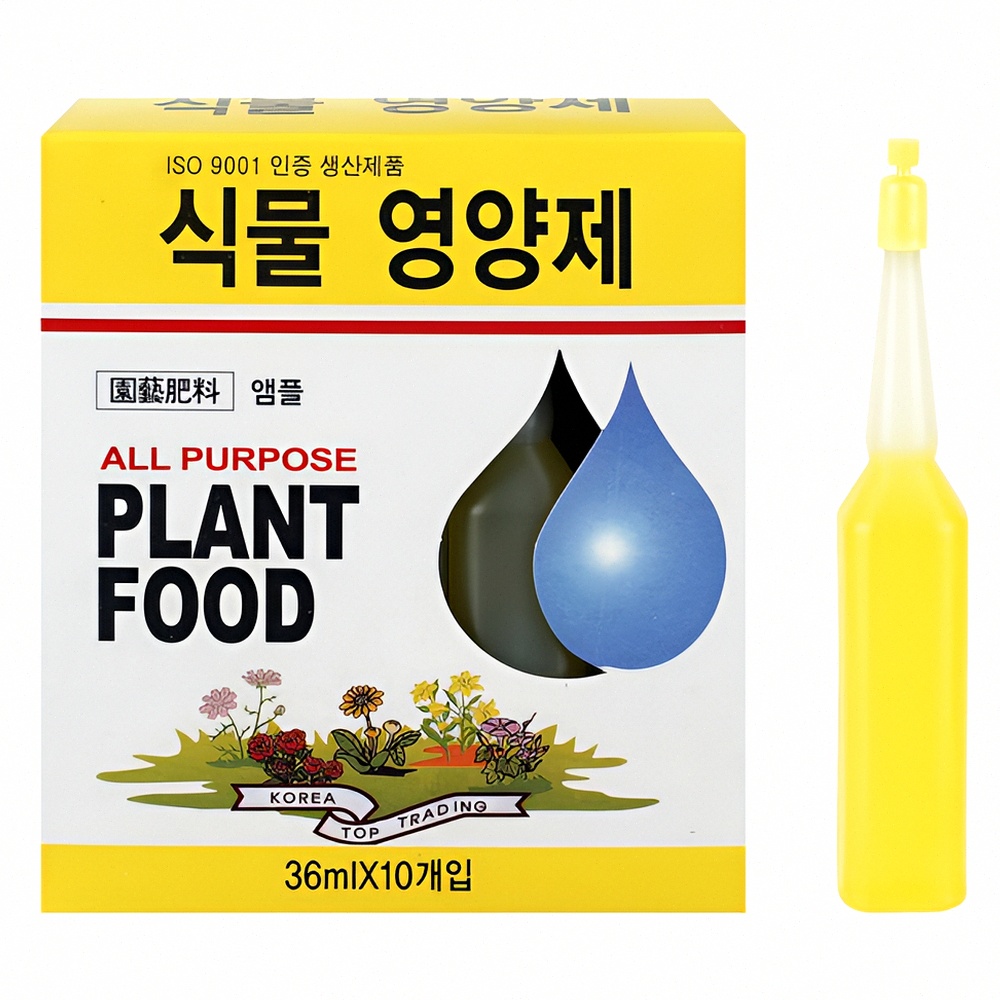 식물 영양제
ISO 9001 인증 생산제품
식물 영양제
園藝肥料 앰플
ALL PURPOSE
PLANT
FOOD
KOREA
TOP TRADING
36mlX10개입